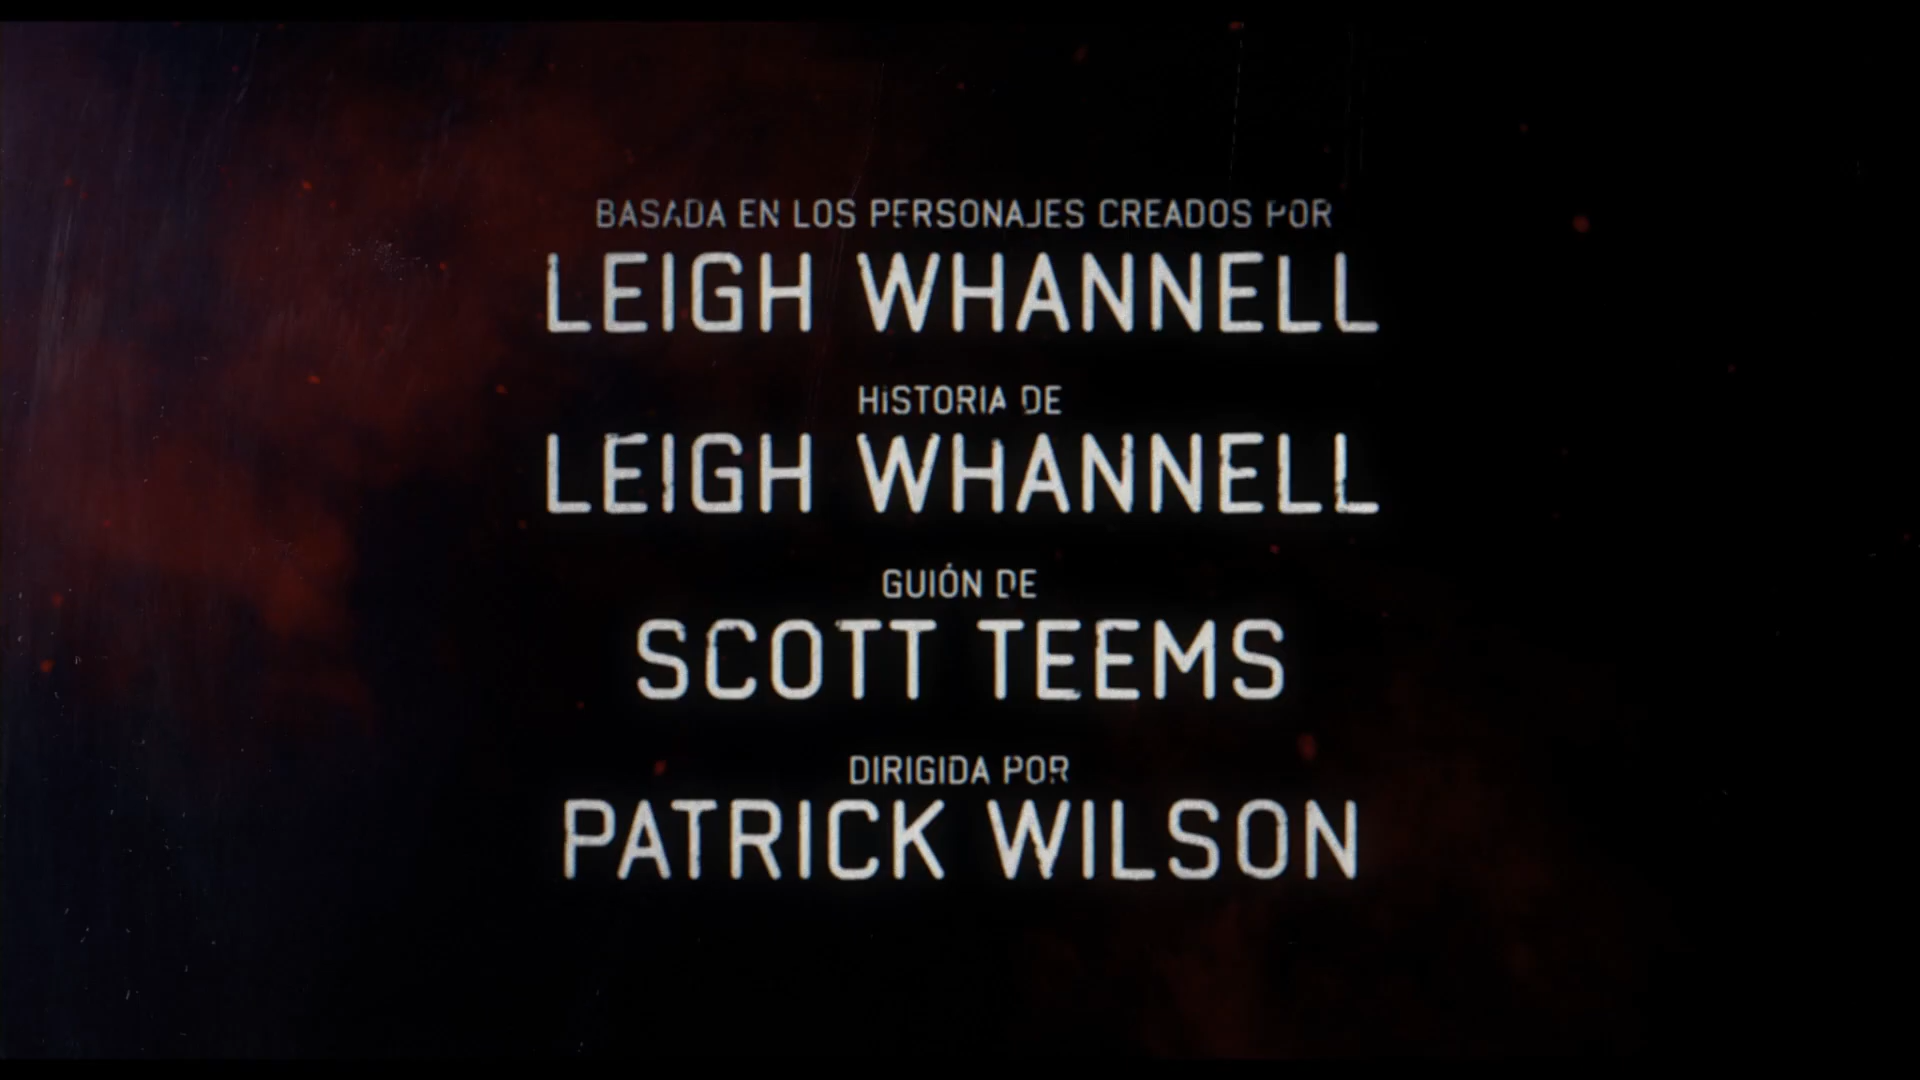 BASADA EN LOS PERSONAJES CREADOS POR
LEIGH WHANNELL
HiSTORIA DE
LEIGH WHANNELL
GUIÓN DE
SCOTT TEEMS
DIRIGIDA POR
PATRICK WILSON